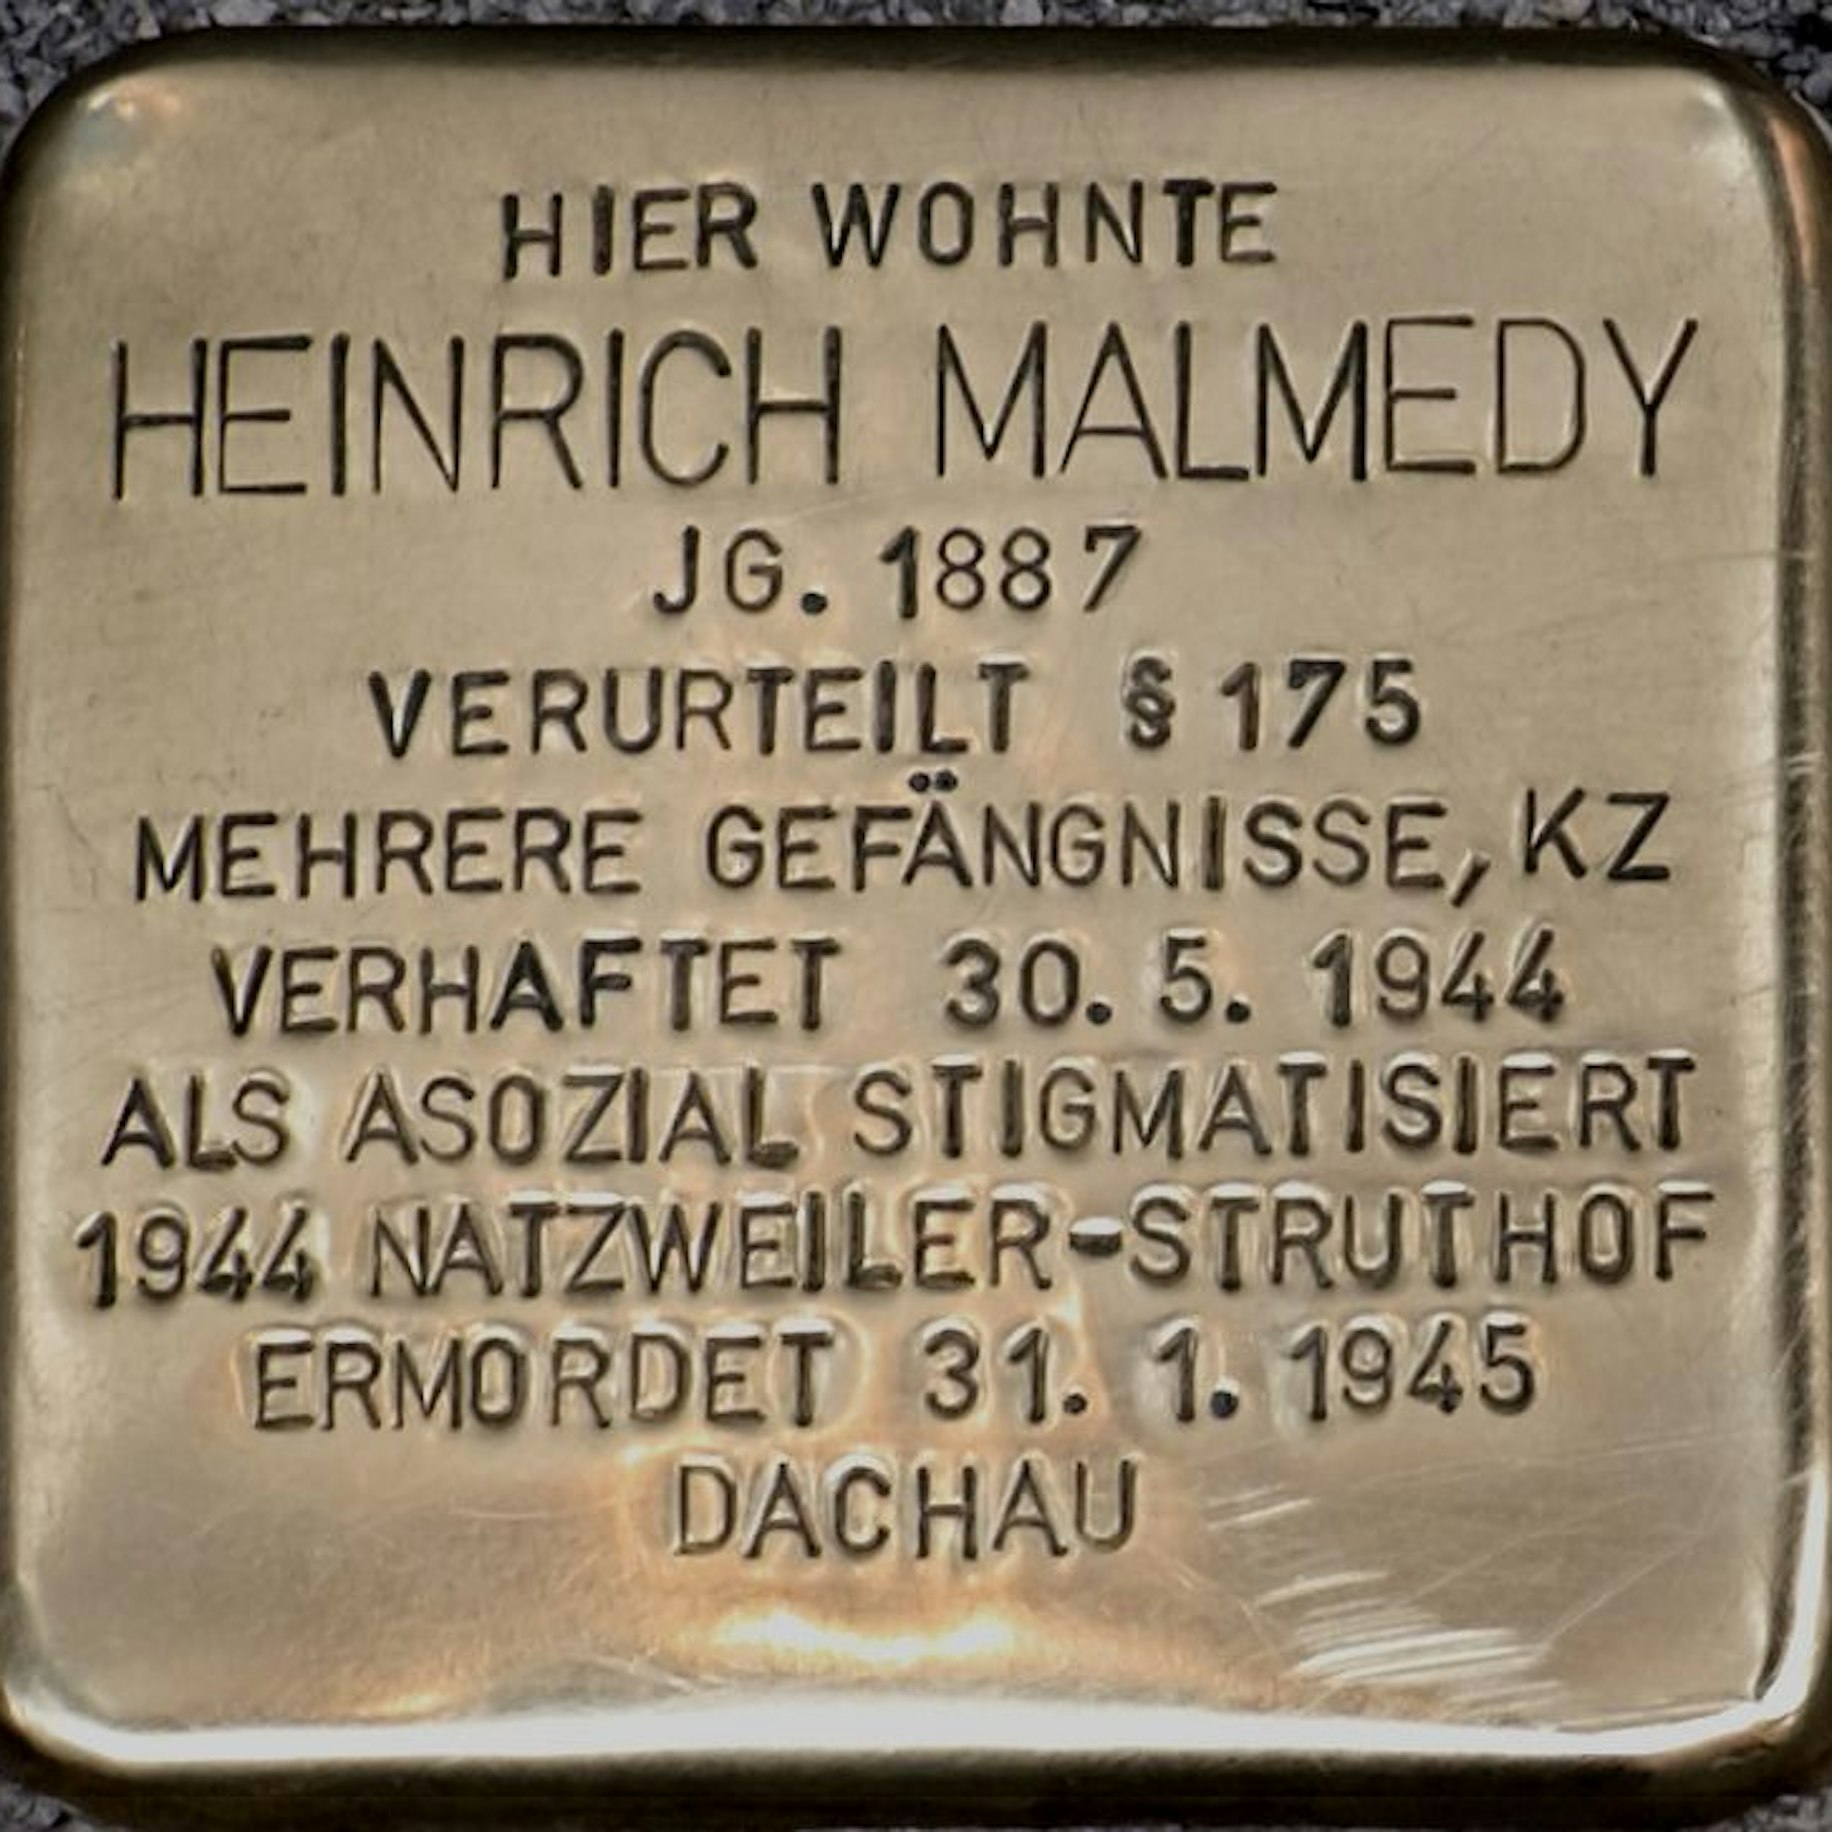 HIER WOHNTE
HEINRICH MALMEDY
JG. 1887
VERURTEILT § 175
MEHRERE GEFÄNGNISSE, KZ
VERHAFTET 30. 5. 1944
ALS ASOZIAL STIGMATISIERT
1944 NATZWEILER-STRUTHOF
ERMORDET 31. 1. 1945
DACHAU